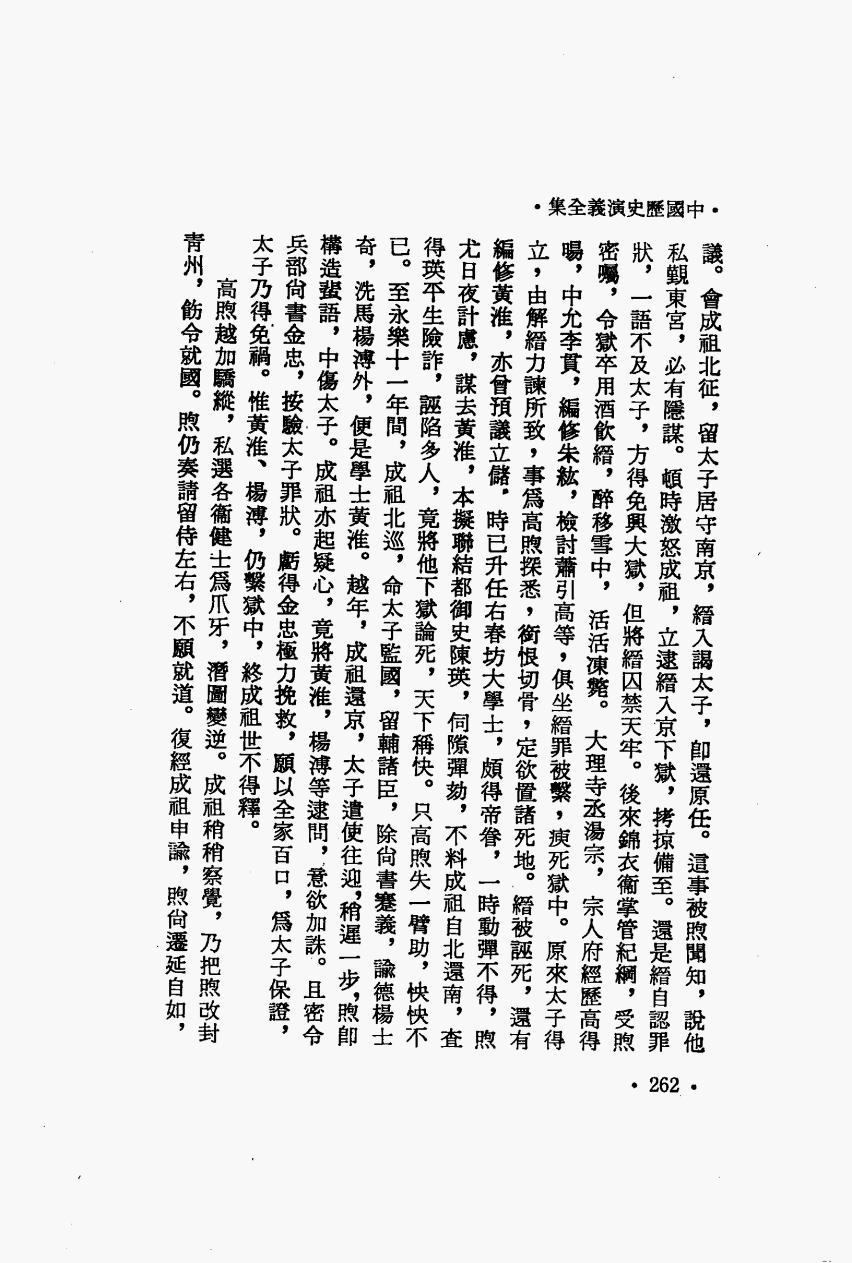 ・中國歷史演義全集・
議。會成祖北征，留太子居守南京，縉入謁太子，卽還原任。這事被煦聞知，說他
私覲東宮，必有隱謀。頓時激怒成祖，立逮縉入京下獄，拷掠備至。還是縉自認罪
狀，一語不及太子，方得免興大獄，但將縉囚禁天牢。後來錦衣衞掌管紀綱，受煦
密囑，令獄卒用酒飲縉，醉移雪中，活活凍斃。大理寺丞湯宗，宗人府經歷高得
暘，中允李貫，編修朱紘，檢討蕭引高等，俱坐縉罪被繫，瘐死獄中。原來太子得
立，由解縉力諫所致，事爲高煦探悉，銜恨切骨，定欲置諸死地。縉被誣死，還有
編修黃淮，亦曾預議立儲，時已升任右春坊大學士，頗得帝眷，一時動彈不得，煦
尤日夜計慮，謀去黃淮，本擬聯結都御史陳瑛，伺隙彈劾，不料成祖自北還南，查
得瑛平生險詐，誣陷多人，竟將他下獄論死，天下稱快。只高煦失一臂助，怏怏不
已。至永樂十一年間，成祖北巡，命太子監國，留輔諸臣，除尙書蹇義，諭德楊士
奇，洗馬楊溥外，便是學士黃淮。越年，成祖還京，太子遣使往迎，稍遲一步，煦卽
構造蜚語，中傷太子。成祖亦起疑心，竟將黃淮，楊溥等逮問，意欲加誅。且密令
兵部尙書金忠，按驗太子罪狀。虧得金忠極力挽救，願以全家百口，爲太子保證，
太子乃得免禍。惟黃淮、楊溥，仍繫獄中，終成祖世不得釋。
高煦越加驕縱，私選各衞健士爲爪牙，潛圖變逆。成祖稍稍察覺，乃把煦改封
靑州，飭令就國。煦仍奏請留侍左右，不願就道。復經成祖申諭，煦尙遷延自如，
・262・